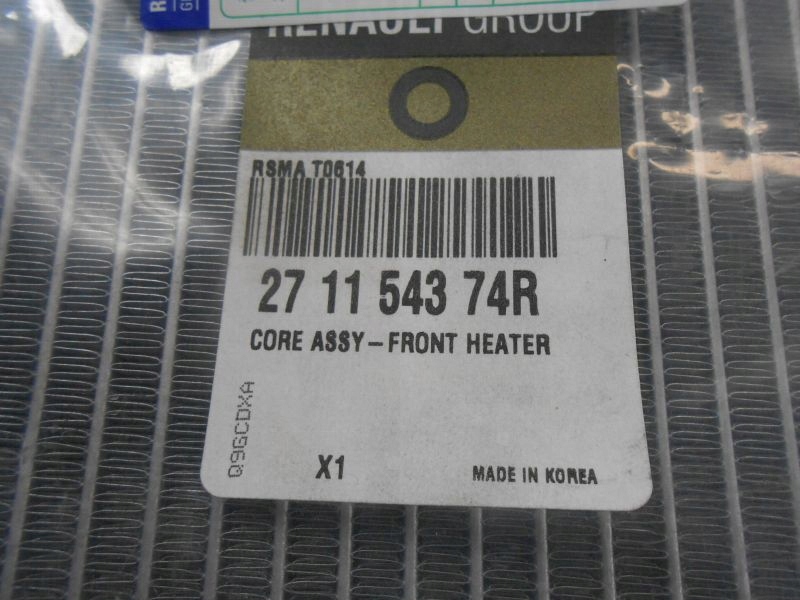 RENAULT GROUP
RSMA T0614
27 11 543 74R
CORE ASSY-FRONT HEATER
Q9GCDXA
X1
MADE IN KOREA